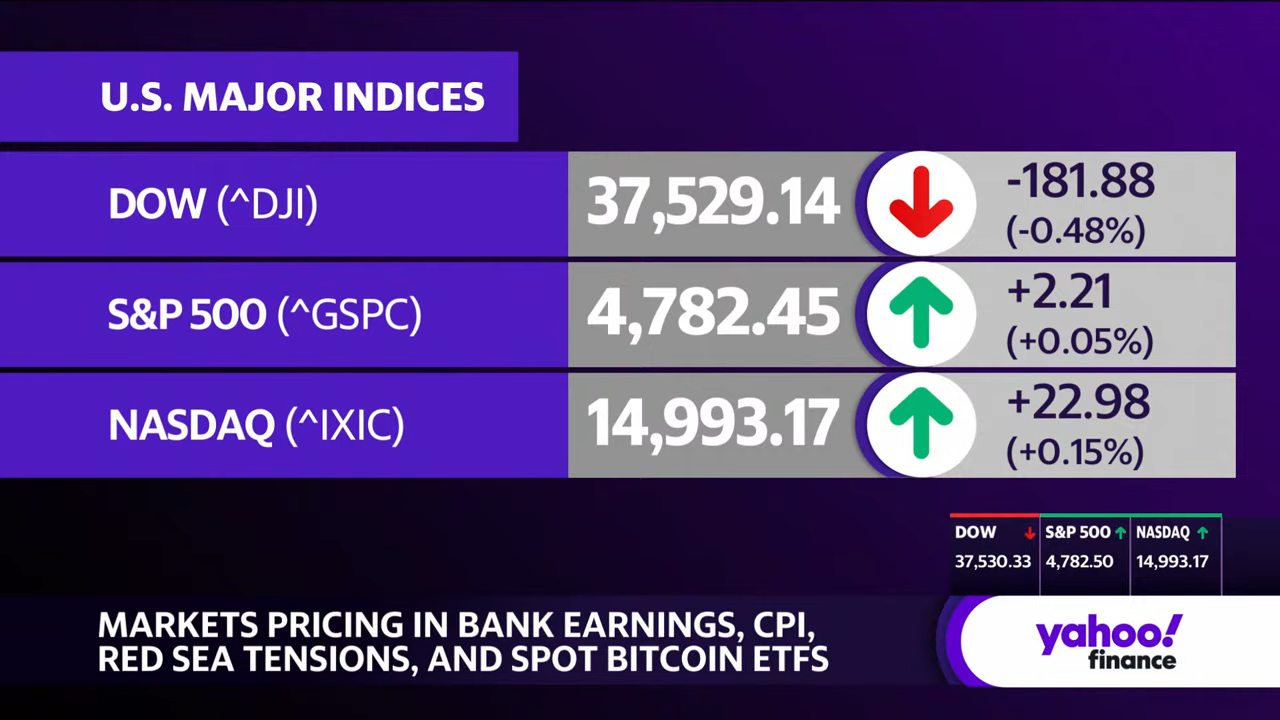 U.S. MAJOR INDICES
DOW (^DJI) 37,529.14 -181.88
(-0.48%)
S&P 500 (^GSPC) 4,782.45 +2.21
(+0.05%)
NASDAQ (^IXIC) 14,993.17 +22.98
(+0.15%)
DOW S&P 500 NASDAQ
37,530.33 4,782.50 14,993.17
MARKETS PRICING IN BANK EARNINGS, CPI,
RED SEA TENSIONS, AND SPOT BITCOIN ETFS
yahoo!
finance